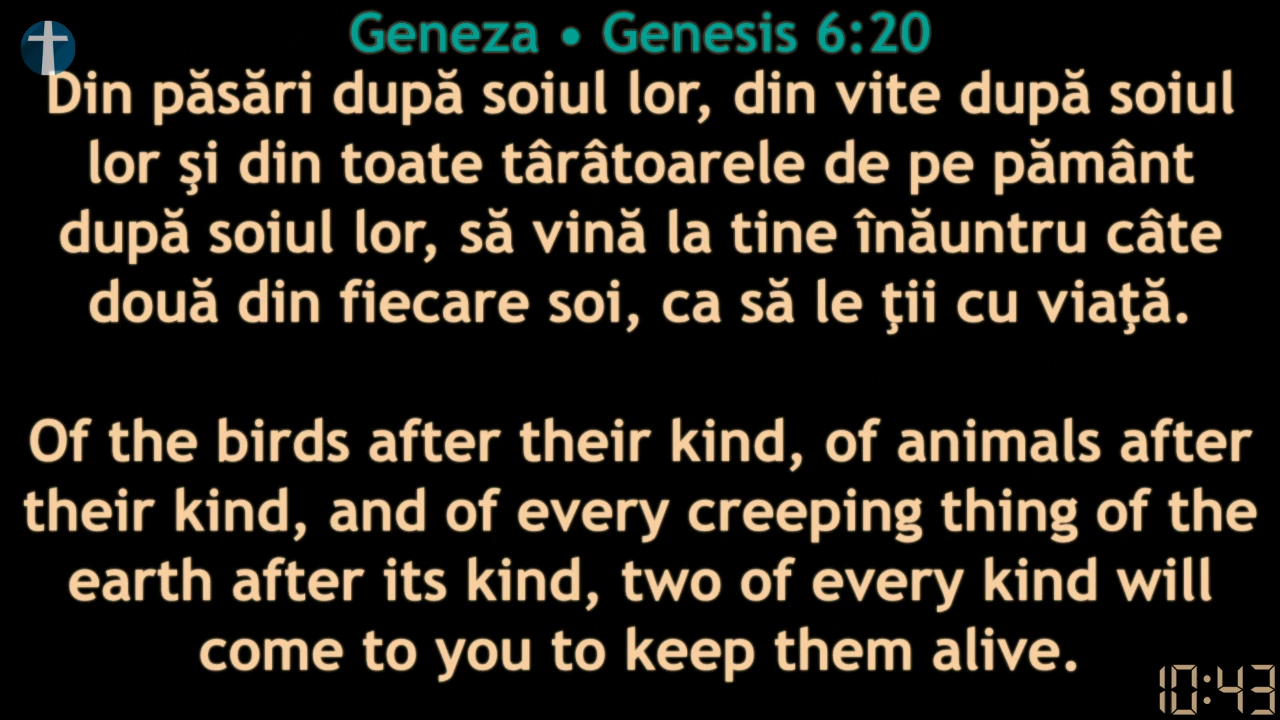 Geneza • Genesis 6:20
Din păsări după soiul lor, din vite după soiul
lor şi din toate târâtoarele de pe pământ
după soiul lor, să vină la tine înăuntru câte
două din fiecare soi, ca să le ţii cu viaţă.
Of the birds after their kind, of animals after
their kind, and of every creeping thing of the
earth after its kind, two of every kind will
come to you to keep them alive.
10:43